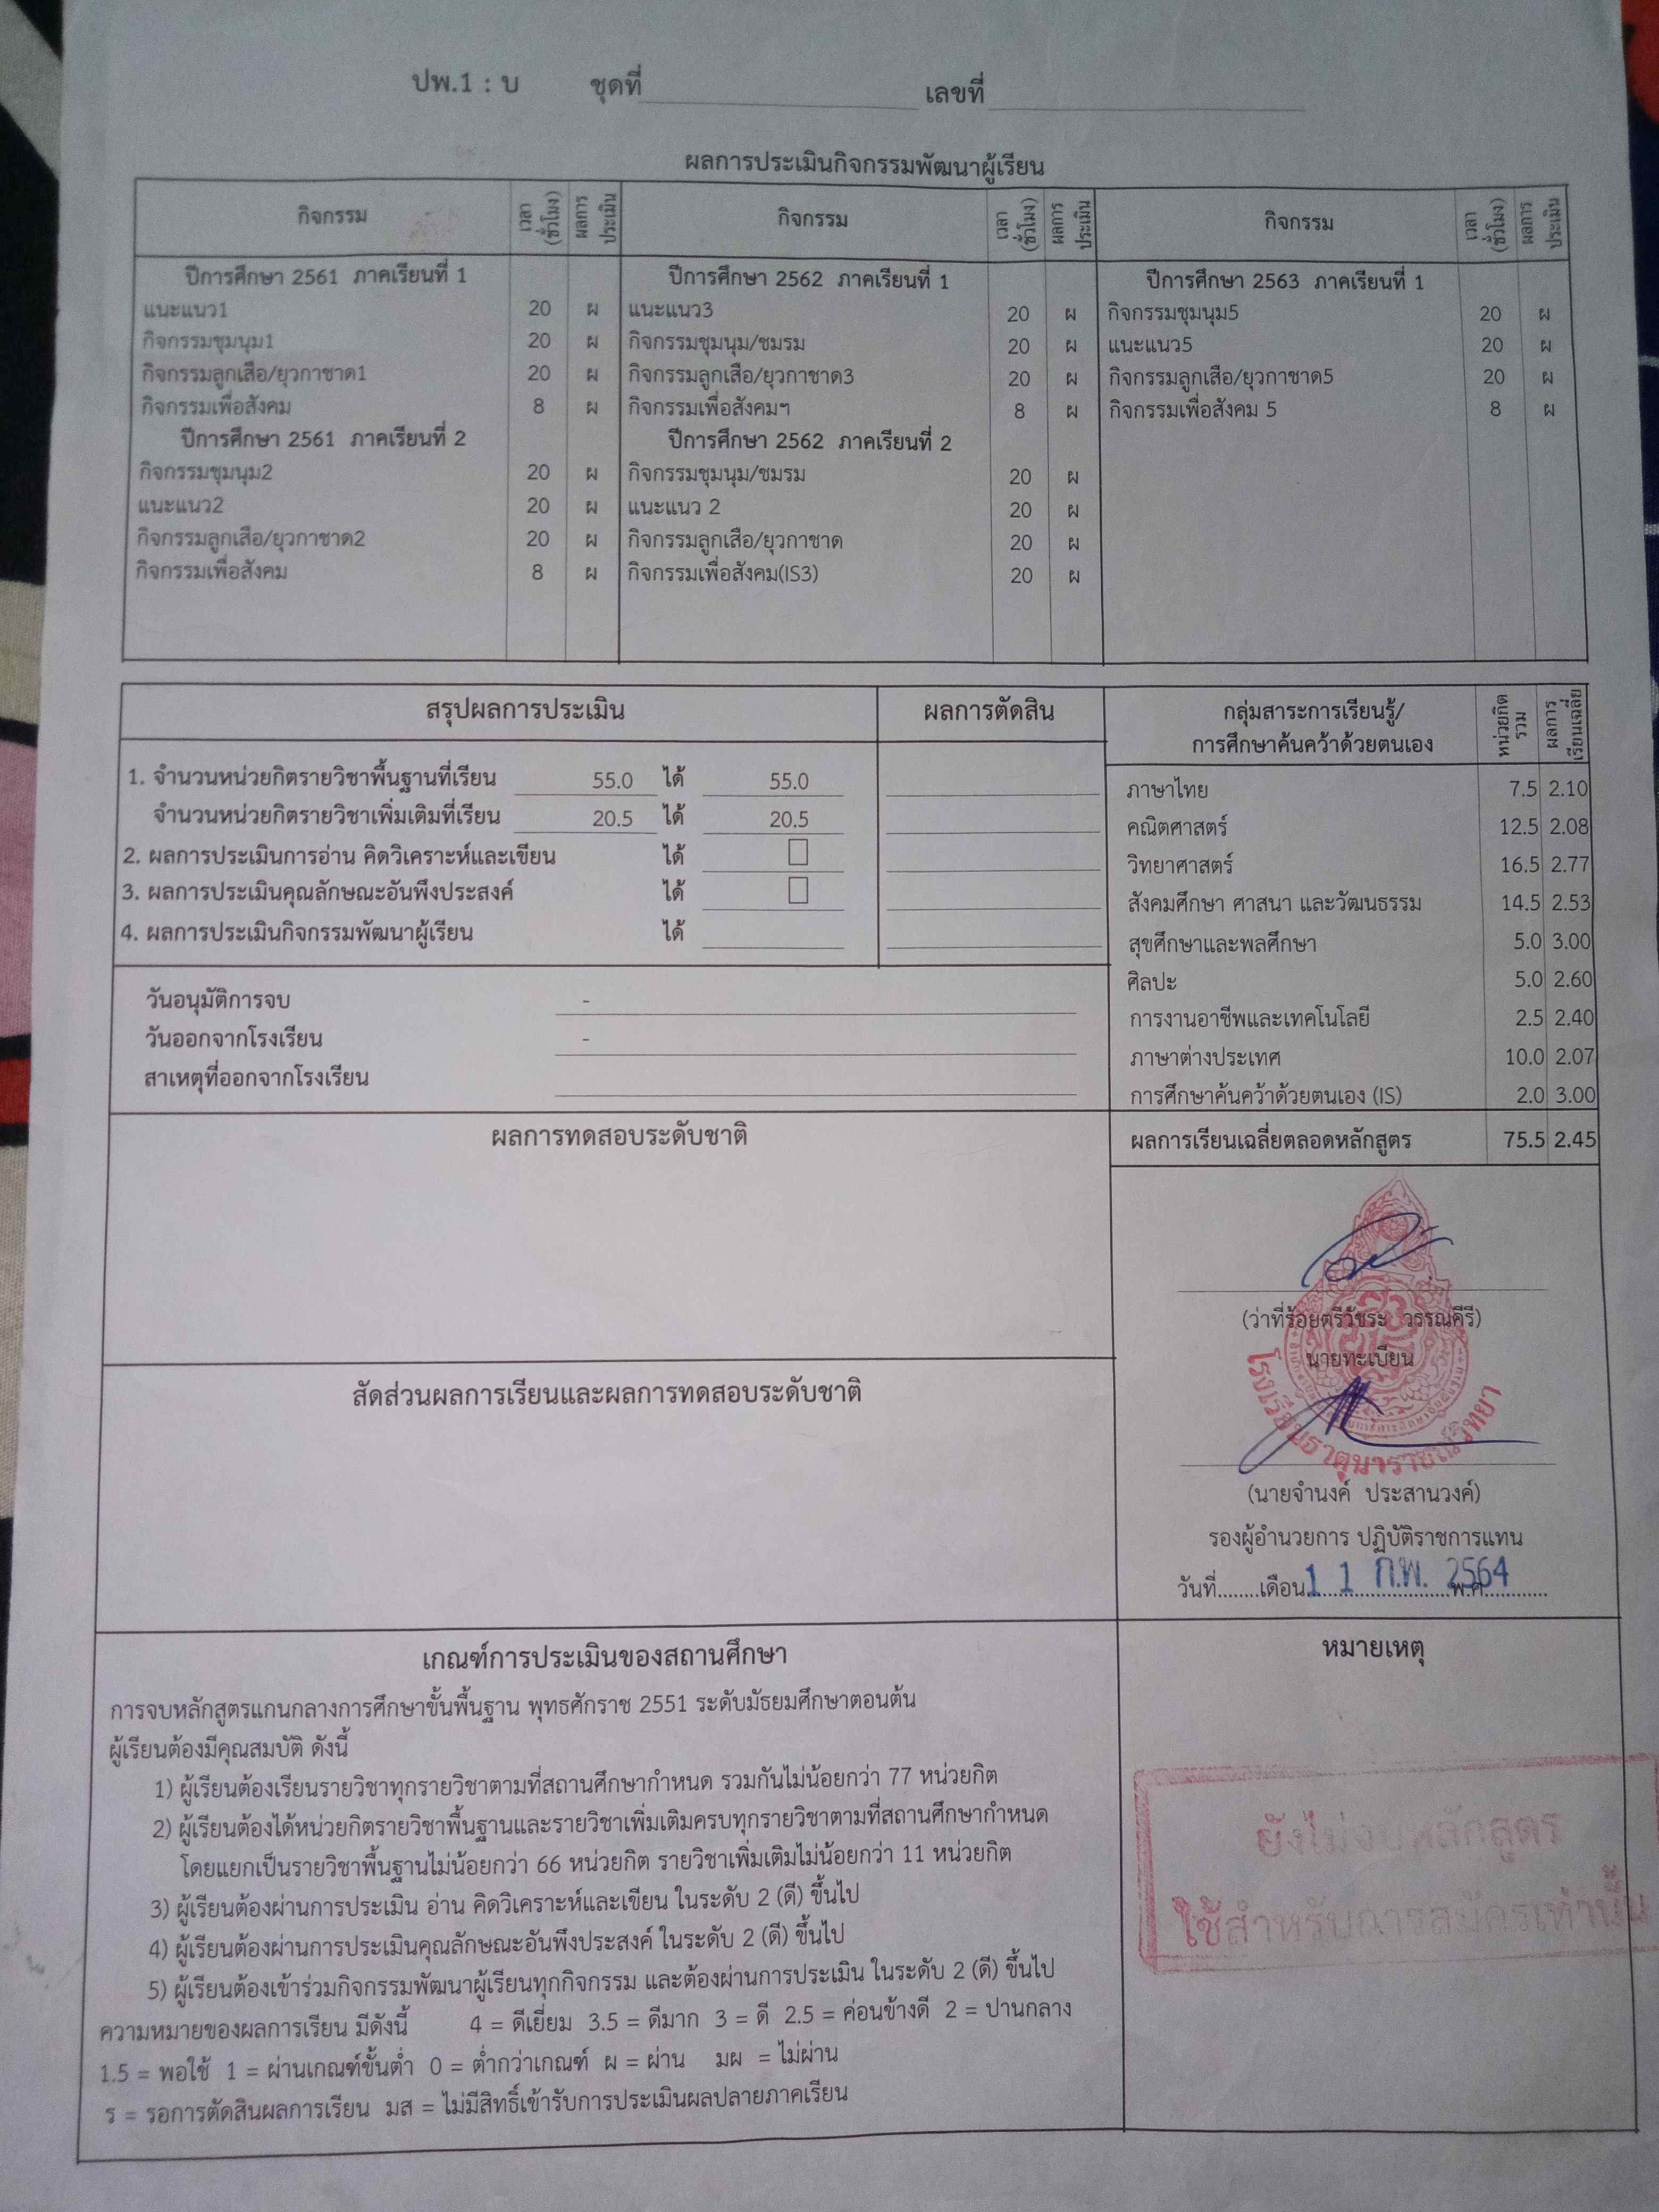 ปพ.1 : บ ชุดที่ เลขที่
ผลการประเมินกิจกรรมพัฒนาผู้เรียน
กิจกรรม เวลา (ชั่วโมง) ผลการ ประเมิน กิจกรรม เวลา (ชั่วโมง) ผลการ ประเมิน กิจกรรม เวลา (ชั่วโมง) ผลการ ประเมิน
ปีการศึกษา 2561 ภาคเรียนที่ 1 ปีการศึกษา 2562 ภาคเรียนที่ 1 ปีการศึกษา 2563 ภาคเรียนที่ 1
แนะแนว1 20 ผ แนะแนว3 20 ผ กิจกรรมชุมนุม5 20 ผ
กิจกรรมชุมนุม1 20 ผ กิจกรรมชุมนุม/ชมรม 20 ผ แนะแนว5 20 ผ
กิจกรรมลูกเสือ/ยุวกาชาด1 20 ผ กิจกรรมลูกเสือ/ยุวกาชาด3 20 ผ กิจกรรมลูกเสือ/ยุวกาชาด5 20 ผ
กิจกรรมเพื่อสังคม 8 ผ กิจกรรมเพื่อสังคมฯ 8 ผ กิจกรรมเพื่อสังคม 5 8 ผ
ปีการศึกษา 2561 ภาคเรียนที่ 2 ปีการศึกษา 2562 ภาคเรียนที่ 2
กิจกรรมชุมนุม2 20 ผ กิจกรรมชุมนุม/ชมรม 20 ผ
แนะแนว2 20 ผ แนะแนว 2 20 ผ
กิจกรรมลูกเสือ/ยุวกาชาด2 20 ผ กิจกรรมลูกเสือ/ยุวกาชาด 20 ผ
กิจกรรมเพื่อสังคม 8 ผ กิจกรรมเพื่อสังคม(IS3) 20 ผ
สรุปผลการประเมิน ผลการตัดสิน
1. จำนวนหน่วยกิตรายวิชาพื้นฐานที่เรียน 55.0 ได้ 55.0
จำนวนหน่วยกิตรายวิชาเพิ่มเติมที่เรียน 20.5 ได้ 20.5
2. ผลการประเมินการอ่าน คิดวิเคราะห์และเขียน ได้
3. ผลการประเมินคุณลักษณะอันพึงประสงค์ ได้
4. ผลการประเมินกิจกรรมพัฒนาผู้เรียน ได้
วันอนุมัติการจบ -
วันออกจากโรงเรียน -
สาเหตุที่ออกจากโรงเรียน
กลุ่มสาระการเรียนรู้/ การศึกษาค้นคว้าด้วยตนเอง หน่วยกิต รวม ผลการ เรียนเฉลี่ย
ภาษาไทย 7.5 2.10
คณิตศาสตร์ 12.5 2.08
วิทยาศาสตร์ 16.5 2.77
สังคมศึกษา ศาสนา และวัฒนธรรม 14.5 2.53
สุขศึกษาและพลศึกษา 5.0 3.00
ศิลปะ 5.0 2.60
การงานอาชีพและเทคโนโลยี 2.5 2.40
ภาษาต่างประเทศ 10.0 2.07
การศึกษาค้นคว้าด้วยตนเอง (IS) 2.0 3.00
ผลการเรียนเฉลี่ยตลอดหลักสูตร 75.5 2.45
ผลการทดสอบระดับชาติ
สัดส่วนผลการเรียนและผลการทดสอบระดับชาติ
(ว่าที่ร้อยตรีวัชระ วรรณคีรี)
นายทะเบียน
โรงเรียนธาตุนารายณ์วิทยา
(นายจำนงค์ ประสานวงค์)
รองผู้อำนวยการ ปฏิบัติราชการแทน
วันที่........เดือน 1 1 ก.พ. 2564 พ.ศ.
เกณฑ์การประเมินของสถานศึกษา
การจบหลักสูตรแกนกลางการศึกษาขั้นพื้นฐาน พุทธศักราช 2551 ระดับมัธยมศึกษาตอนต้น
ผู้เรียนต้องมีคุณสมบัติ ดังนี้
1) ผู้เรียนต้องเรียนรายวิชาทุกรายวิชาตามที่สถานศึกษากำหนด รวมกันไม่น้อยกว่า 77 หน่วยกิต
2) ผู้เรียนต้องได้หน่วยกิตรายวิชาพื้นฐานและรายวิชาเพิ่มเติมครบทุกรายวิชาตามที่สถานศึกษากำหนด
โดยแยกเป็นรายวิชาพื้นฐานไม่น้อยกว่า 66 หน่วยกิต รายวิชาเพิ่มเติมไม่น้อยกว่า 11 หน่วยกิต
3) ผู้เรียนต้องผ่านการประเมิน อ่าน คิดวิเคราะห์และเขียน ในระดับ 2 (ดี) ขึ้นไป
4) ผู้เรียนต้องผ่านการประเมินคุณลักษณะอันพึงประสงค์ ในระดับ 2 (ดี) ขึ้นไป
5) ผู้เรียนต้องเข้าร่วมกิจกรรมพัฒนาผู้เรียนทุกกิจกรรม และต้องผ่านการประเมิน ในระดับ 2 (ดี) ขึ้นไป
ความหมายของผลการเรียน มีดังนี้ 4 = ดีเยี่ยม 3.5 = ดีมาก 3 = ดี 2.5 = ค่อนข้างดี 2 = ปานกลาง
1.5 = พอใช้ 1 = ผ่านเกณฑ์ขั้นต่ำ 0 = ต่ำกว่าเกณฑ์ ผ = ผ่าน มผ = ไม่ผ่าน
ร = รอการตัดสินผลการเรียน มส = ไม่มีสิทธิ์เข้ารับการประเมินผลปลายภาคเรียน
หมายเหตุ
ยังไม่จบหลักสูตร
ใช้สำหรับการสมัครเท่านั้น